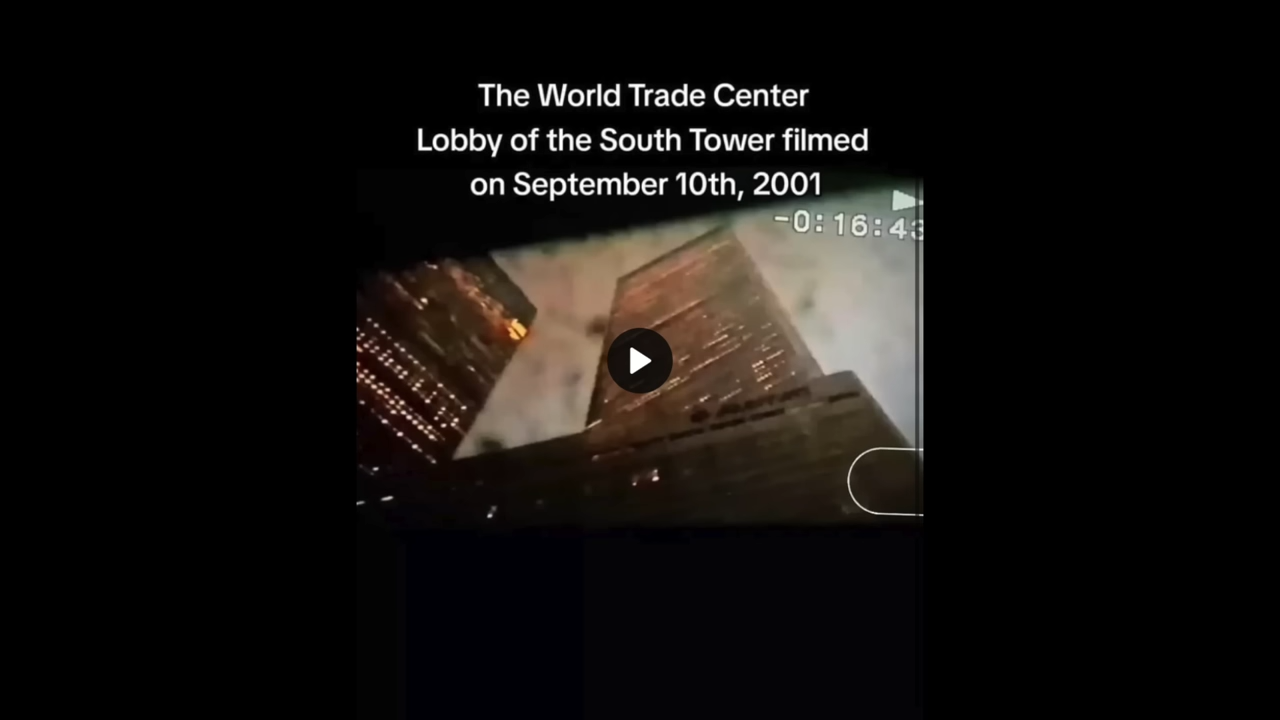 The World Trade Center
Lobby of the South Tower filmed
on September 10th, 2001
-0:16:43